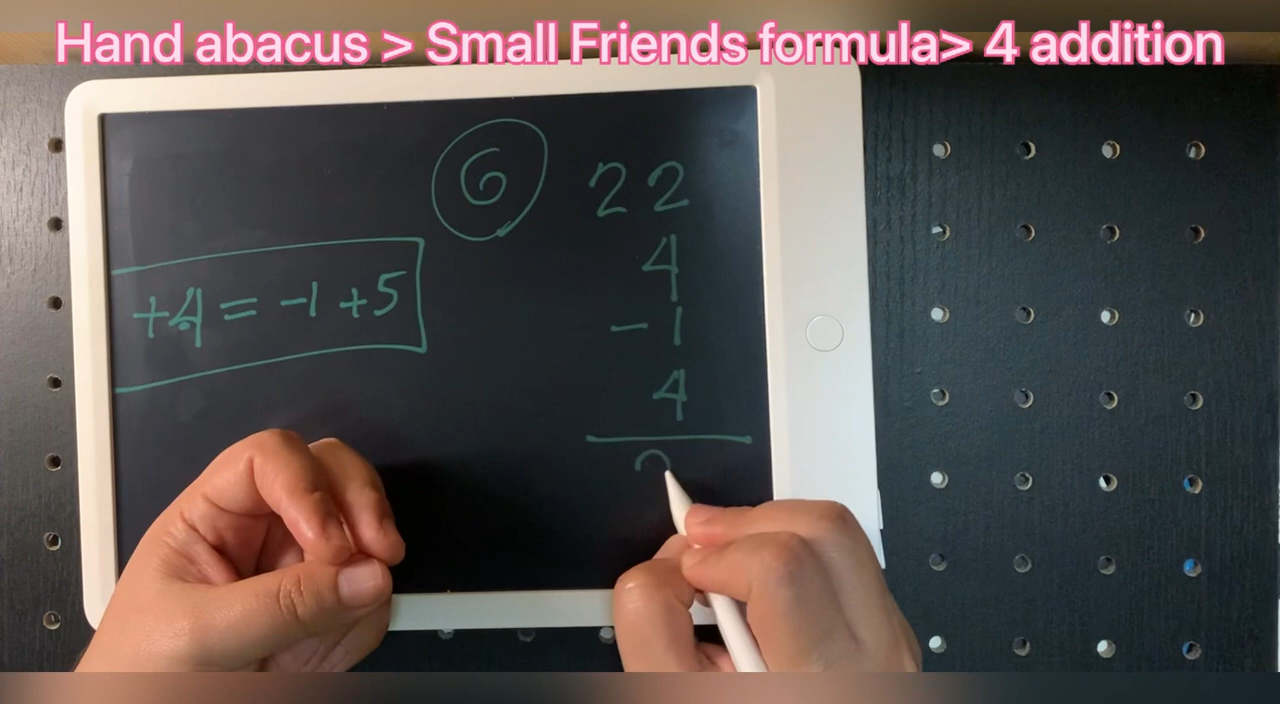 Hand abacus > Small Friends formula> 4 addition
+4 = -1 +5
6
22
4
-1
4